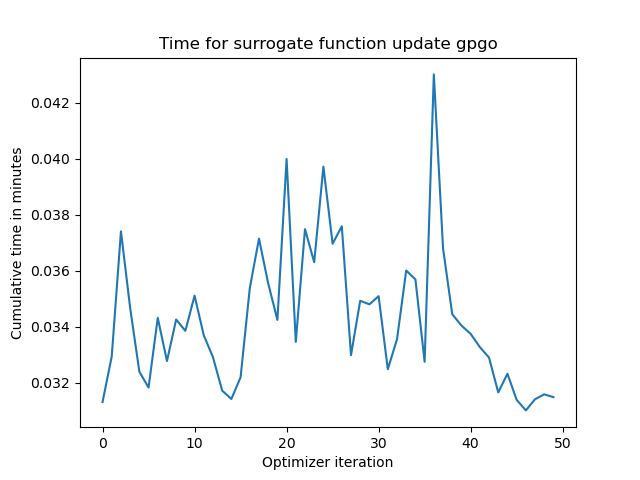 Time for surrogate function update gpgo
Cumulative time in minutes
0.042
0.040
0.038
0.036
0.034
0.032
0 10 20 30 40 50
Optimizer iteration